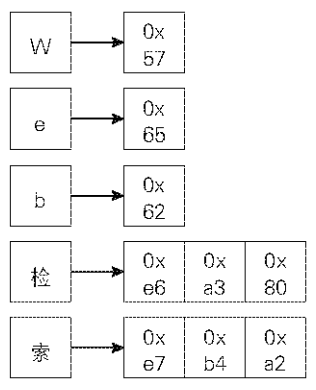 W 0x 57
e 0x 65
b 0x 62
检 0x e6 0x a3 0x 80
索 0x e7 0x b4 0x a2